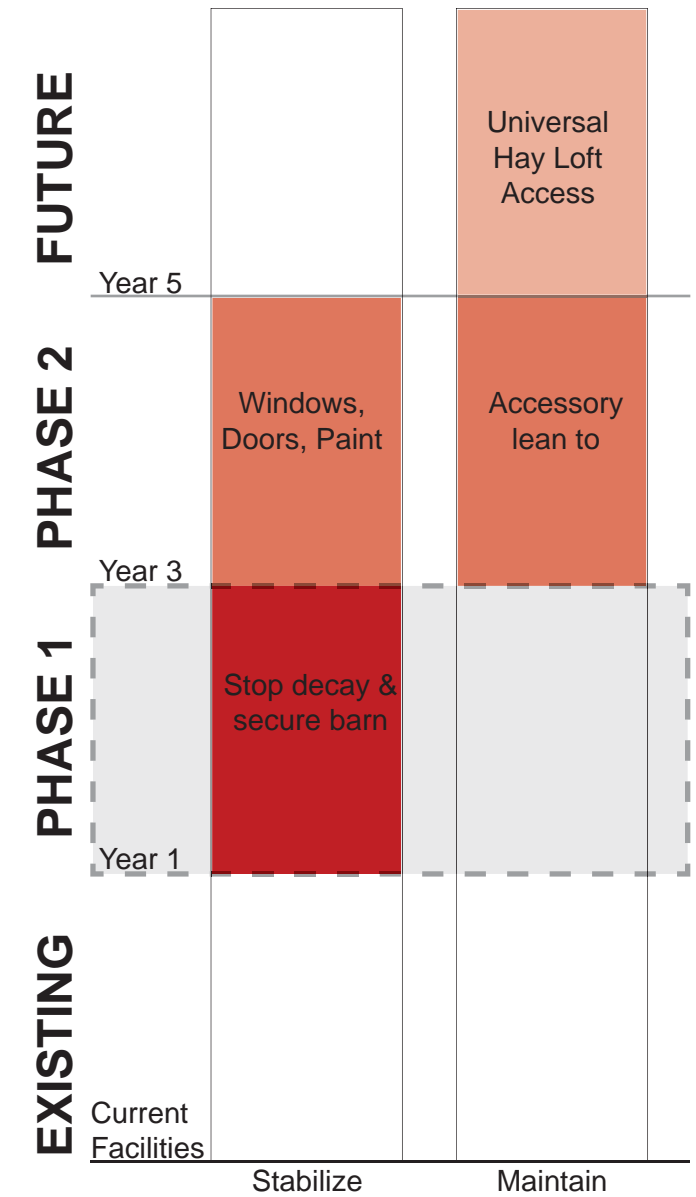 FUTURE
Universal
Hay Loft
Access
Year 5
PHASE 2
Windows,
Doors, Paint
Accessory
lean to
Year 3
PHASE 1
Stop decay &
secure barn
Year 1
EXISTING
Current
Facilities
Stabilize
Maintain